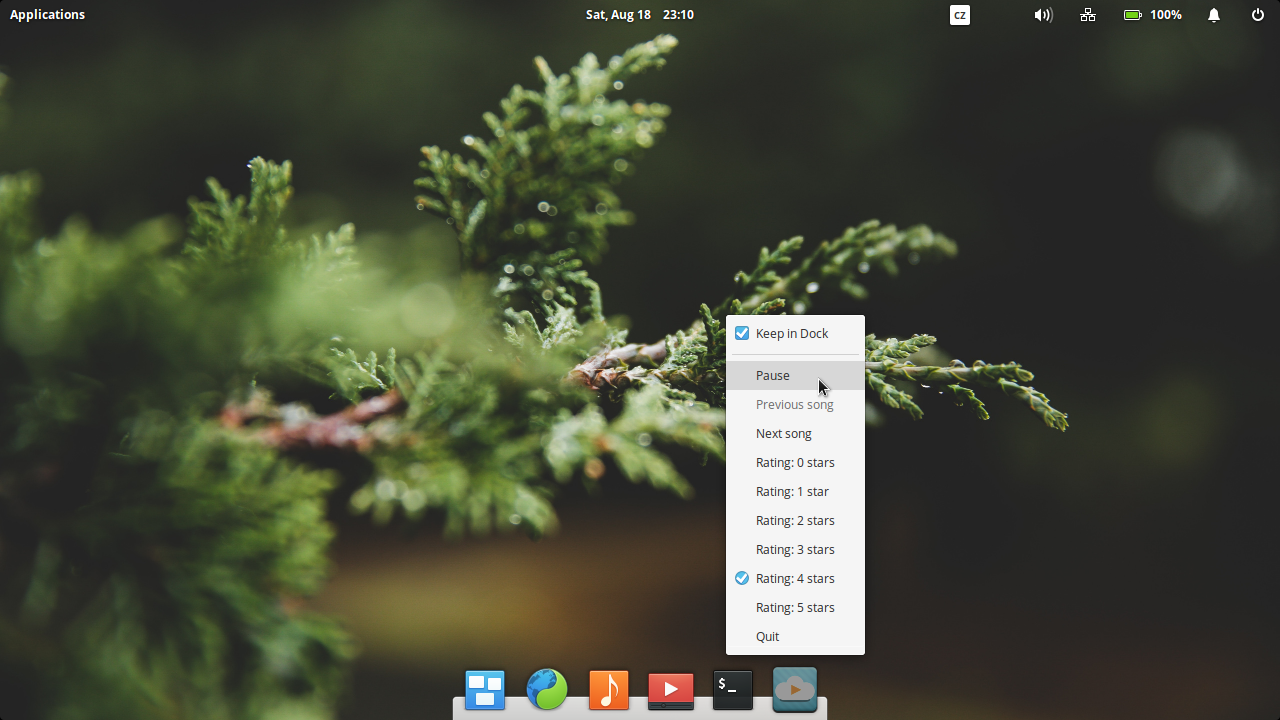 Applications
Sat, Aug 18 23:10
cz
100%
Keep in Dock
Pause
Previous song
Next song
Rating: 0 stars
Rating: 1 star
Rating: 2 stars
Rating: 3 stars
Rating: 4 stars
Rating: 5 stars
Quit
$_